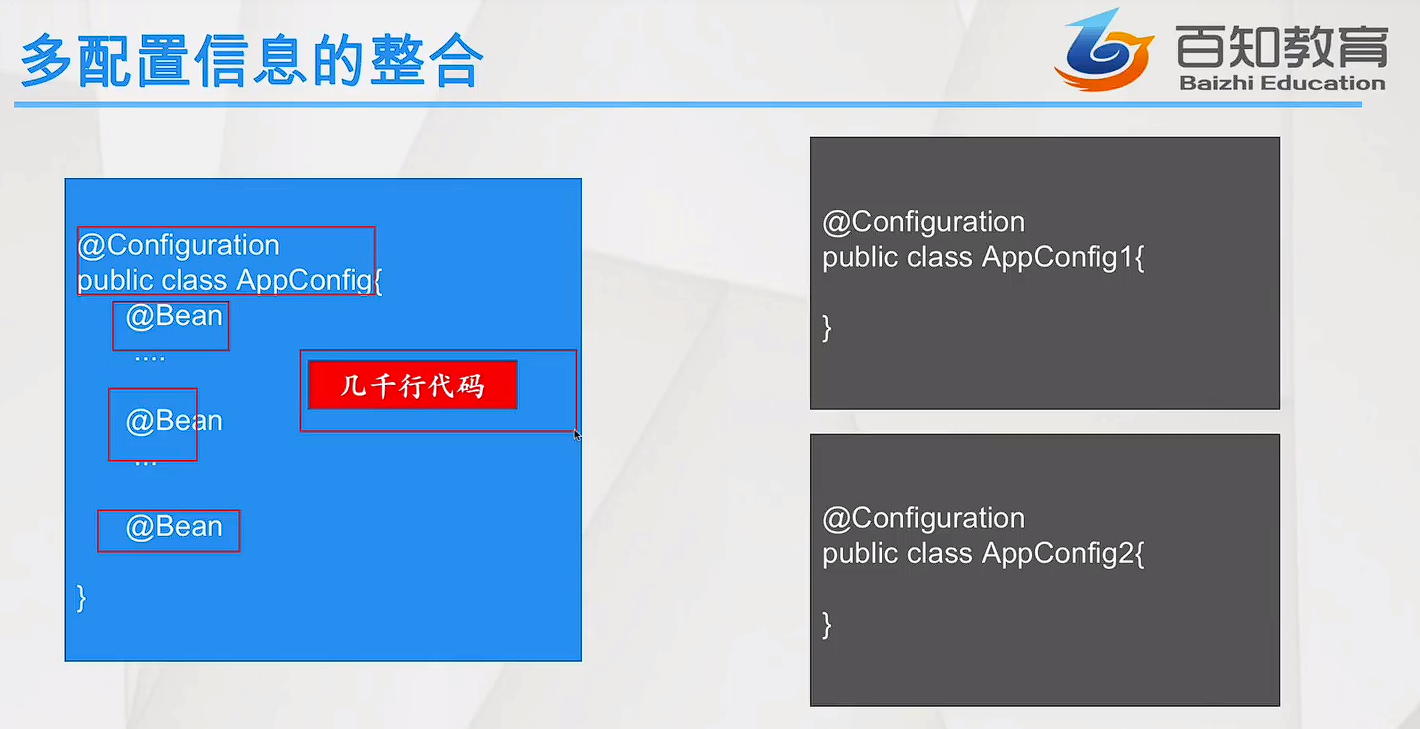 多配置信息的整合
百知教育
Baizhi Education
@Configuration
public class AppConfig{
@Bean
....
几千行代码
@Bean
...
@Bean
}
@Configuration
public class AppConfig1{
}
@Configuration
public class AppConfig2{
}